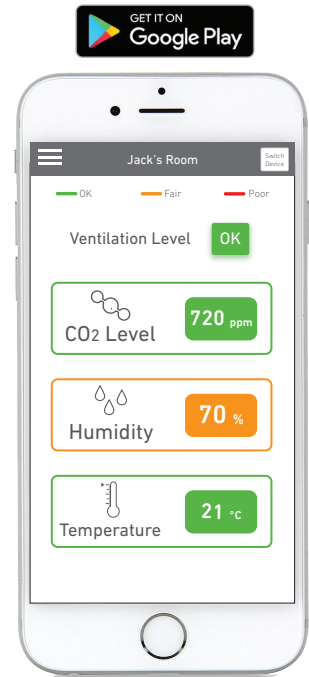 GET IT ON
Google Play
Jack's Room
Switch
Device
OK
Fair
Poor
Ventilation Level
OK
CO2 Level
720 ppm
Humidity
70 %
Temperature
21 °C